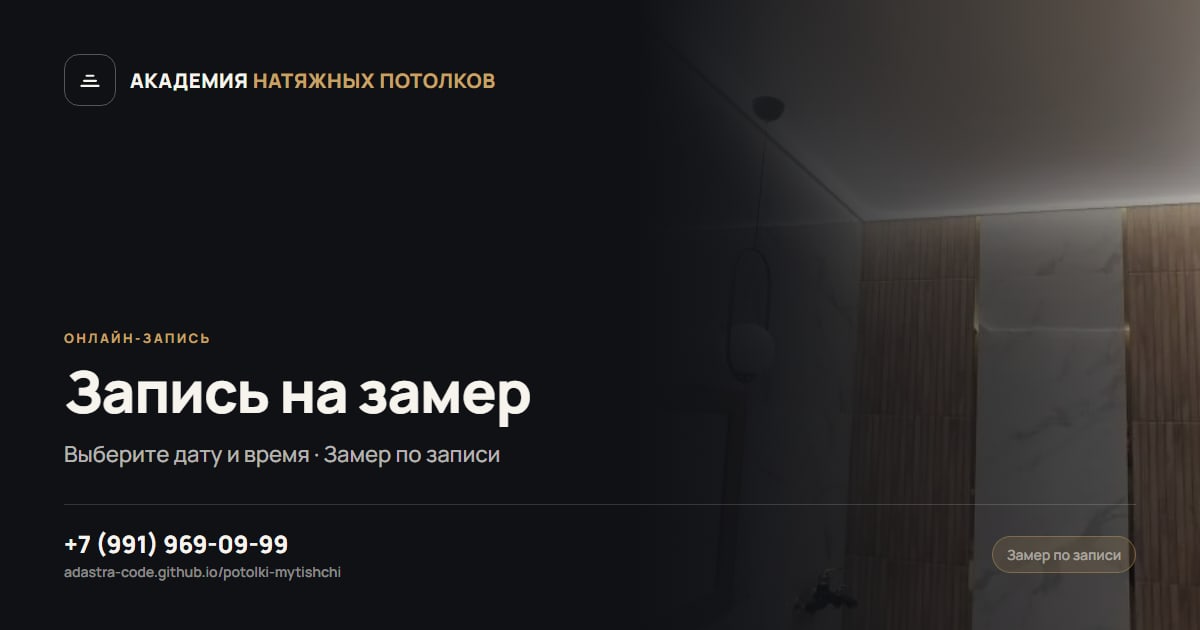 АКАДЕМИЯ НАТЯЖНЫХ ПОТОЛКОВ
ОНЛАЙН-ЗАПИСЬ
Запись на замер
Выберите дату и время · Замер по записи
+7 (991) 969-09-99
adastra-code.github.io/potolki-mytishchi
Замер по записи